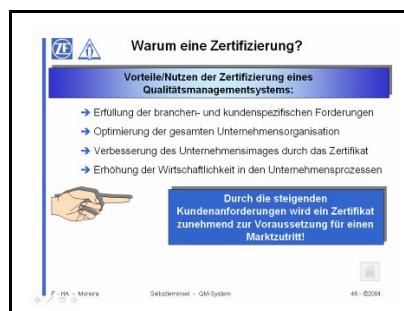 ZF
Warum eine Zertifizierung?
Vorteile/Nutzen der Zertifizierung eines
Qualitätsmanagementsystems:
Erfüllung der branchen- und kundenspezifischen Forderungen
Optimierung der gesamten Unternehmensorganisation
Verbesserung des Unternehmensimages durch das Zertifikat
Erhöhung der Wirtschaftlichkeit in den Unternehmensprozessen
Durch die steigenden
Kundenanforderungen wird ein Zertifikat
zunehmend zur Voraussetzung für einen
Marktzutritt!
F - HA - Moreira Selbstlerninsel - QM-System 46 - ©2004